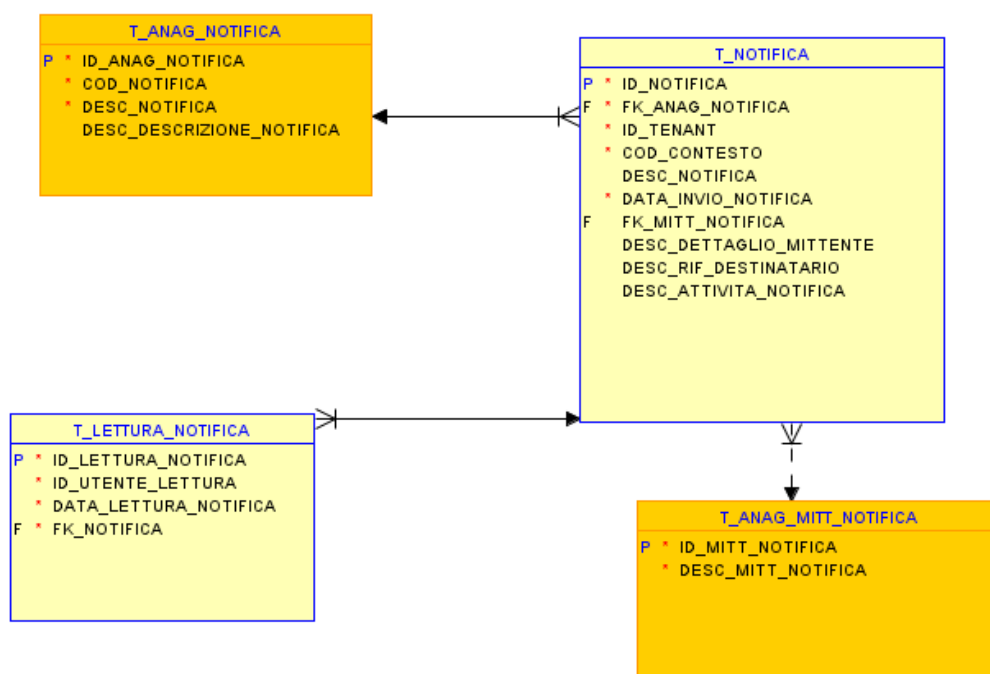 T_ANAG_NOTIFICA
P * ID_ANAG_NOTIFICA
* COD_NOTIFICA
* DESC_NOTIFICA
DESC_DESCRIZIONE_NOTIFICA
T_NOTIFICA
P * ID_NOTIFICA
F * FK_ANAG_NOTIFICA
* ID_TENANT
* COD_CONTESTO
DESC_NOTIFICA
* DATA_INVIO_NOTIFICA
F FK_MITT_NOTIFICA
DESC_DETTAGLIO_MITTENTE
DESC_RIF_DESTINATARIO
DESC_ATTIVITA_NOTIFICA
T_LETTURA_NOTIFICA
P * ID_LETTURA_NOTIFICA
* ID_UTENTE_LETTURA
* DATA_LETTURA_NOTIFICA
F * FK_NOTIFICA
T_ANAG_MITT_NOTIFICA
P * ID_MITT_NOTIFICA
* DESC_MITT_NOTIFICA